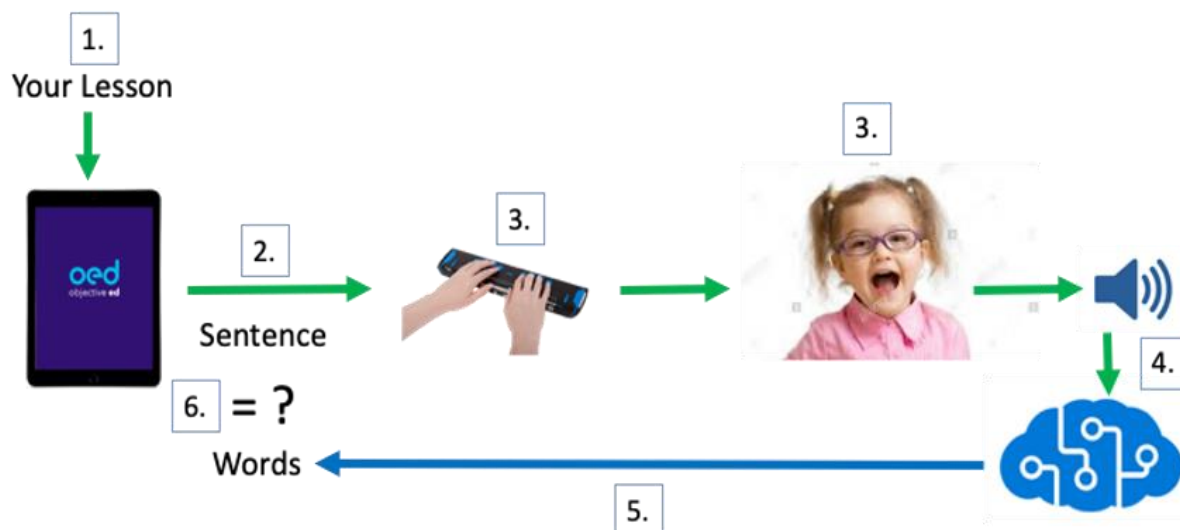 1.
Your Lesson
oed
objective ed
2.
Sentence
3.
3.
4.
6. = ?
Words
5.